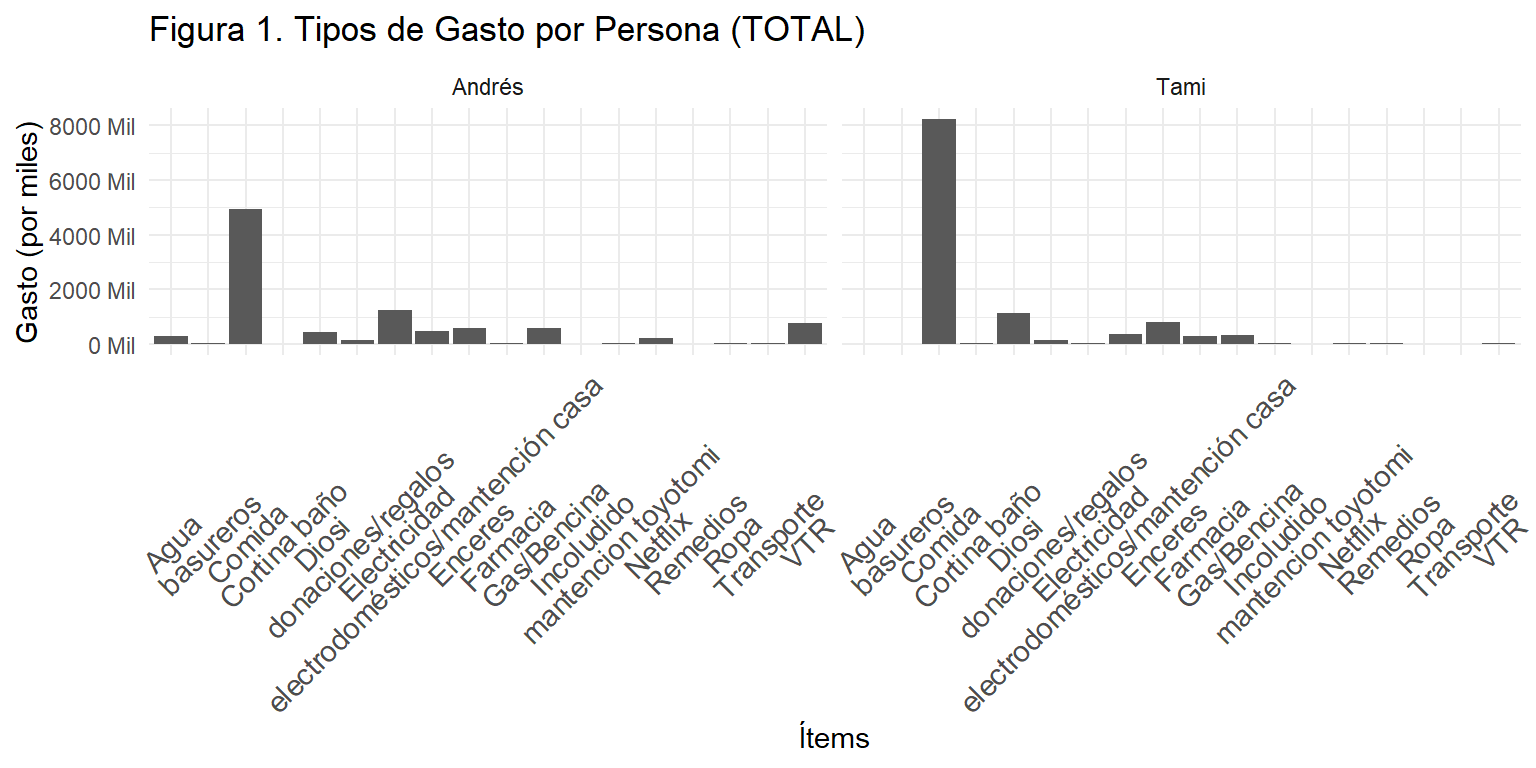 Figura 1. Tipos de Gasto por Persona (TOTAL)
Andrés
Tami
Gasto (por miles)
8000 Mil
6000 Mil
4000 Mil
2000 Mil
0 Mil
Agua
basureros
Comida
Cortina baño
Diosi
donaciones/regalos
Electricidad
electrodomésticos/mantención casa
Enceres
Farmacia
Gas/Bencina
Incoludido
mantencion toyotomi
Netflix
Remedios
Ropa
Transporte
VTR
Agua
basureros
Comida
Cortina baño
Diosi
donaciones/regalos
Electricidad
electrodomésticos/mantención casa
Enceres
Farmacia
Gas/Bencina
Incoludido
mantencion toyotomi
Netflix
Remedios
Ropa
Transporte
VTR
Ítems